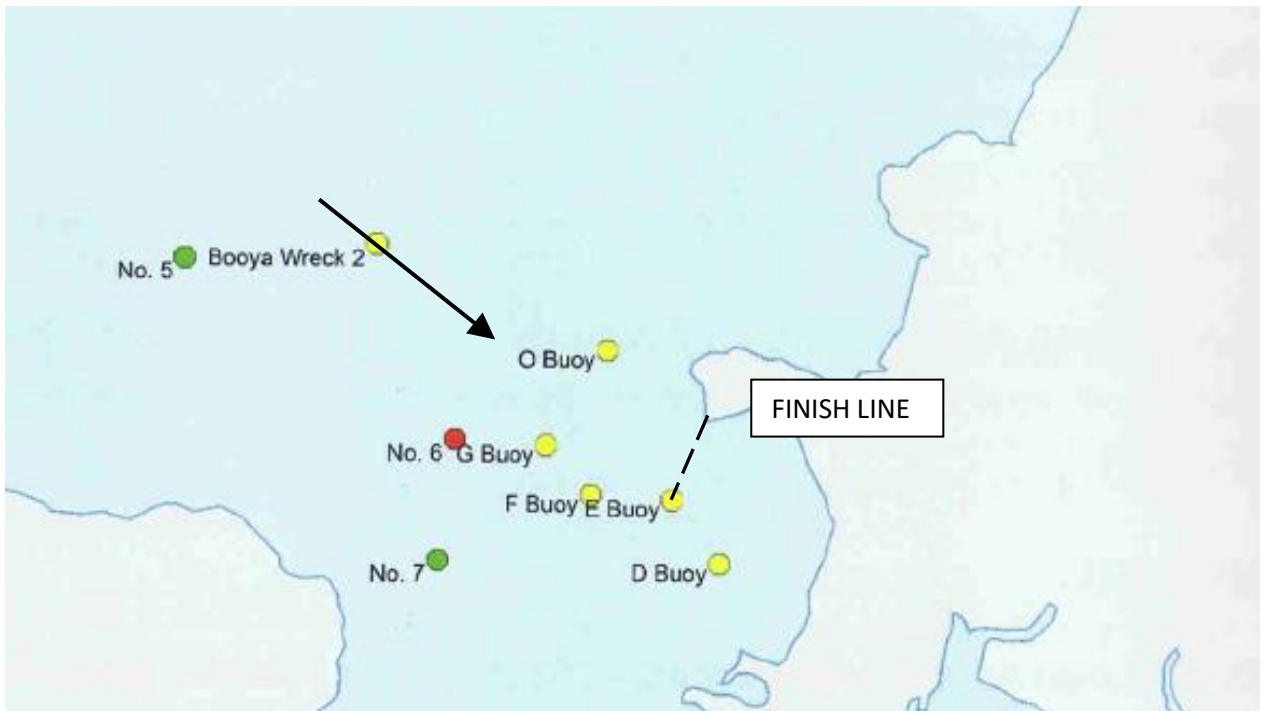 No. 5
Booya Wreck 2
O Buoy
FINISH LINE
No. 6
G Buoy
F Buoy
E Buoy
No. 7
D Buoy